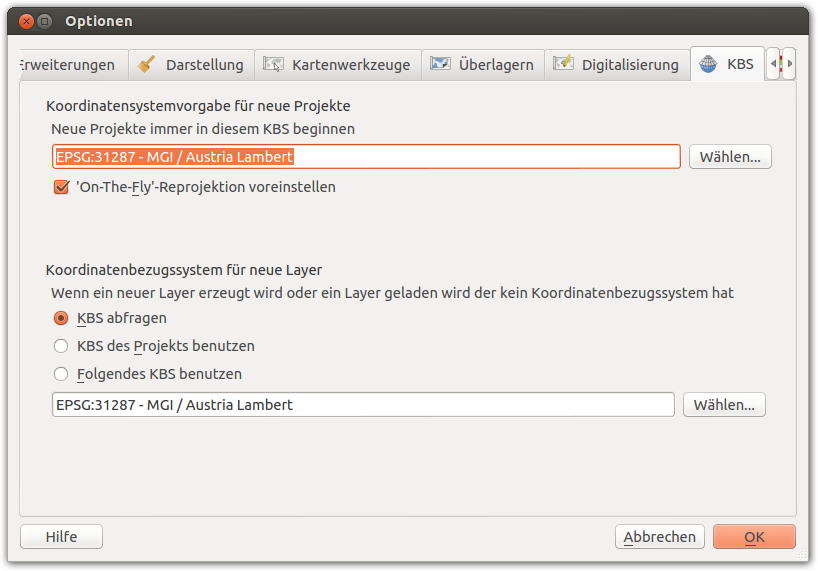 Optionen
Erweiterungen Darstellung Kartenwerkzeuge Überlagern Digitalisierung KBS
Koordinatensystemvorgabe für neue Projekte
Neue Projekte immer in diesem KBS beginnen
EPSG:31287 - MGI / Austria Lambert Wählen...
'On-The-Fly'-Reprojektion voreinstellen
Koordinatenbezugssystem für neue Layer
Wenn ein neuer Layer erzeugt wird oder ein Layer geladen wird der kein Koordinatenbezugssystem hat
KBS abfragen
KBS des Projekts benutzen
Folgendes KBS benutzen
EPSG:31287 - MGI / Austria Lambert Wählen...
Hilfe Abbrechen OK